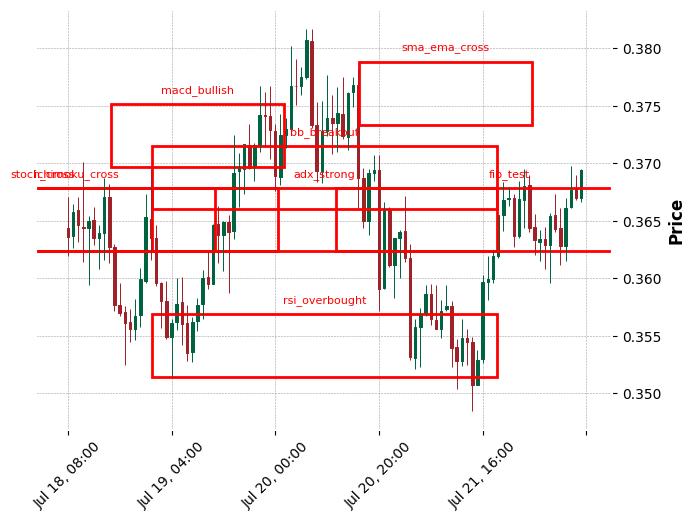 sma_ema_cross
0.380
macd_bullish
0.375
bb_breakout
0.370
ichimoku_cross
adx_strong
fib_test
0.365
0.360
rsi_overbought
0.355
0.350
Price
Jul 18, 08:00
Jul 19, 04:00
Jul 20, 00:00
Jul 20, 20:00
Jul 21, 16:00